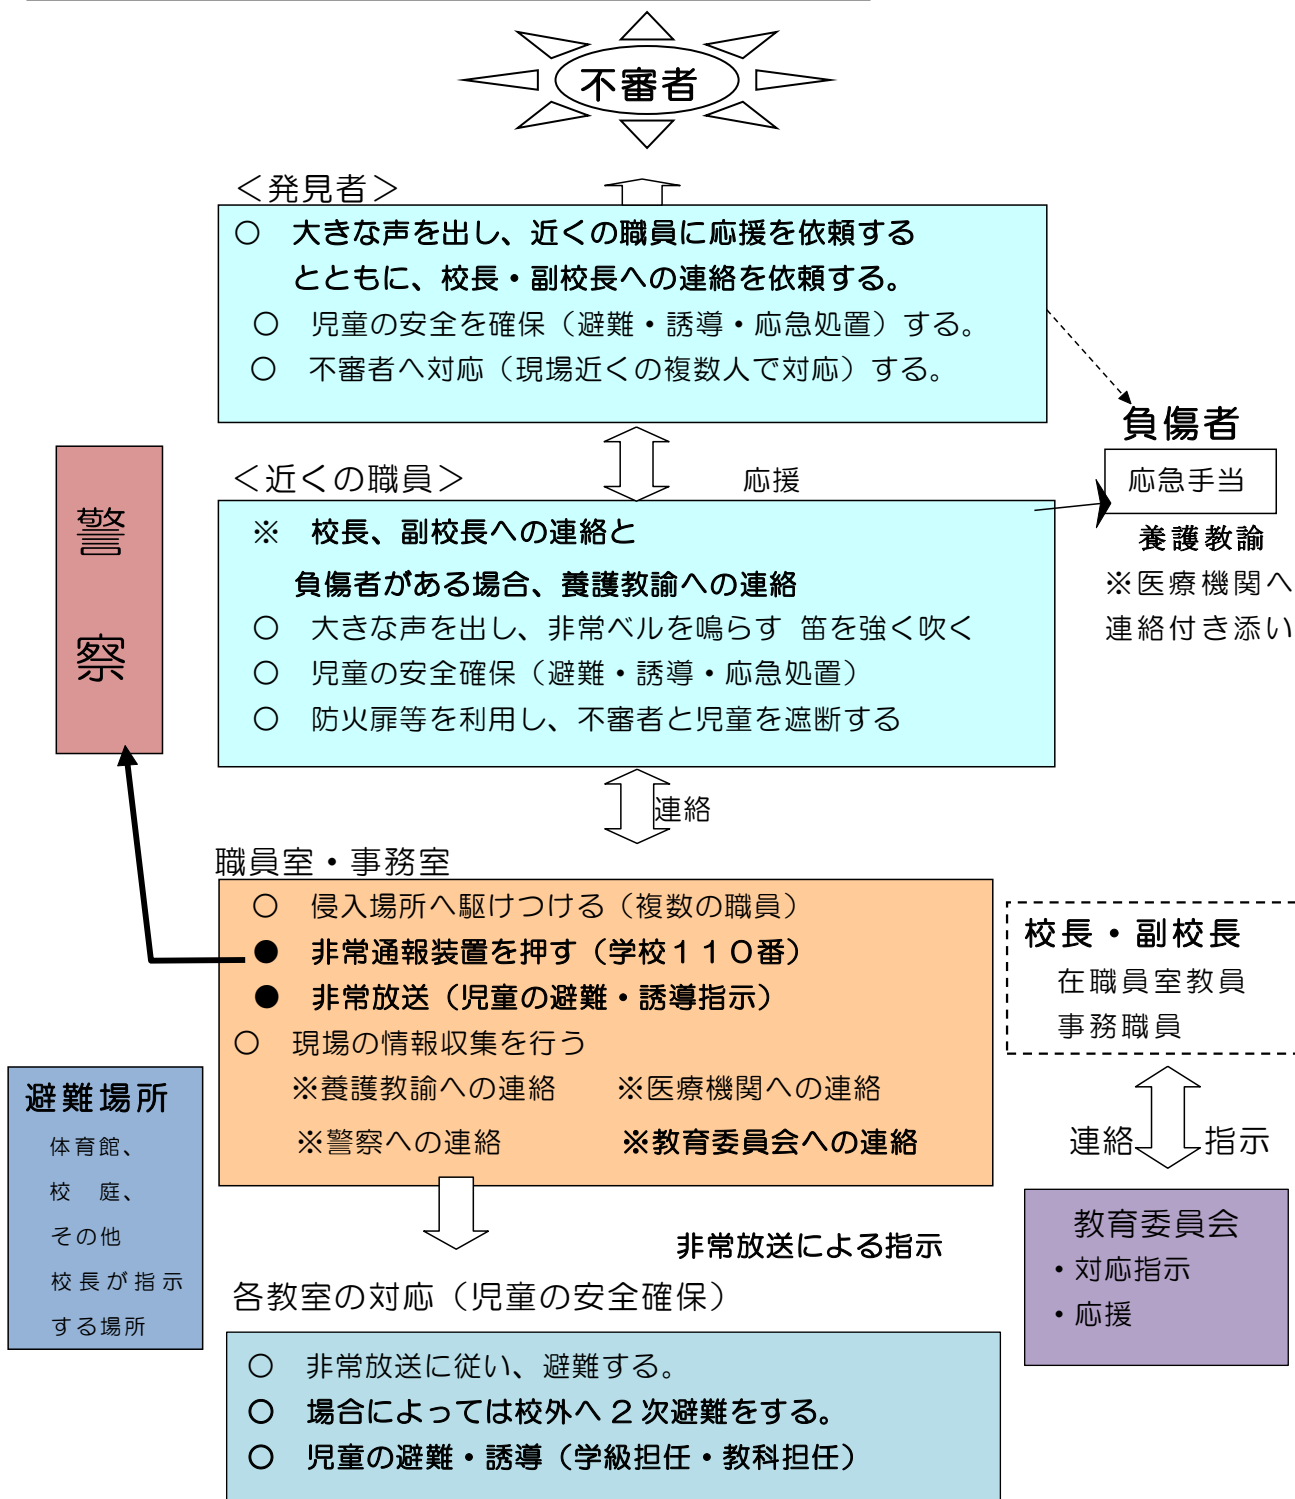 不審者
＜発見者＞
○ 大きな声を出し、近くの職員に応援を依頼する
とともに、校長・副校長への連絡を依頼する。
○ 児童の安全を確保（避難・誘導・応急処置）する。
○ 不審者へ対応（現場近くの複数人で対応）する。
負傷者
応急手当
養護教諭
※医療機関へ
連絡付き添い
警
察
＜近くの職員＞
応援
※ 校長、副校長への連絡と
負傷者がある場合、養護教諭への連絡
○ 大きな声を出し、非常ベルを鳴らす 笛を強く吹く
○ 児童の安全確保（避難・誘導・応急処置）
○ 防火扉等を利用し、不審者と児童を遮断する
連絡
職員室・事務室
○ 侵入場所へ駆けつける（複数の職員）
● 非常通報装置を押す（学校１１０番）
● 非常放送（児童の避難・誘導指示）
○ 現場の情報収集を行う
※養護教諭への連絡 ※医療機関への連絡
※警察への連絡 ※教育委員会への連絡
校長・副校長
在職員室教員
事務職員
連絡 指示
教育委員会
・対応指示
・応援
避難場所
体育館、
校 庭、
その他
校長が指示
する場所
非常放送による指示
各教室の対応（児童の安全確保）
○ 非常放送に従い、避難する。
○ 場合によっては校外へ２次避難をする。
○ 児童の避難・誘導（学級担任・教科担任）